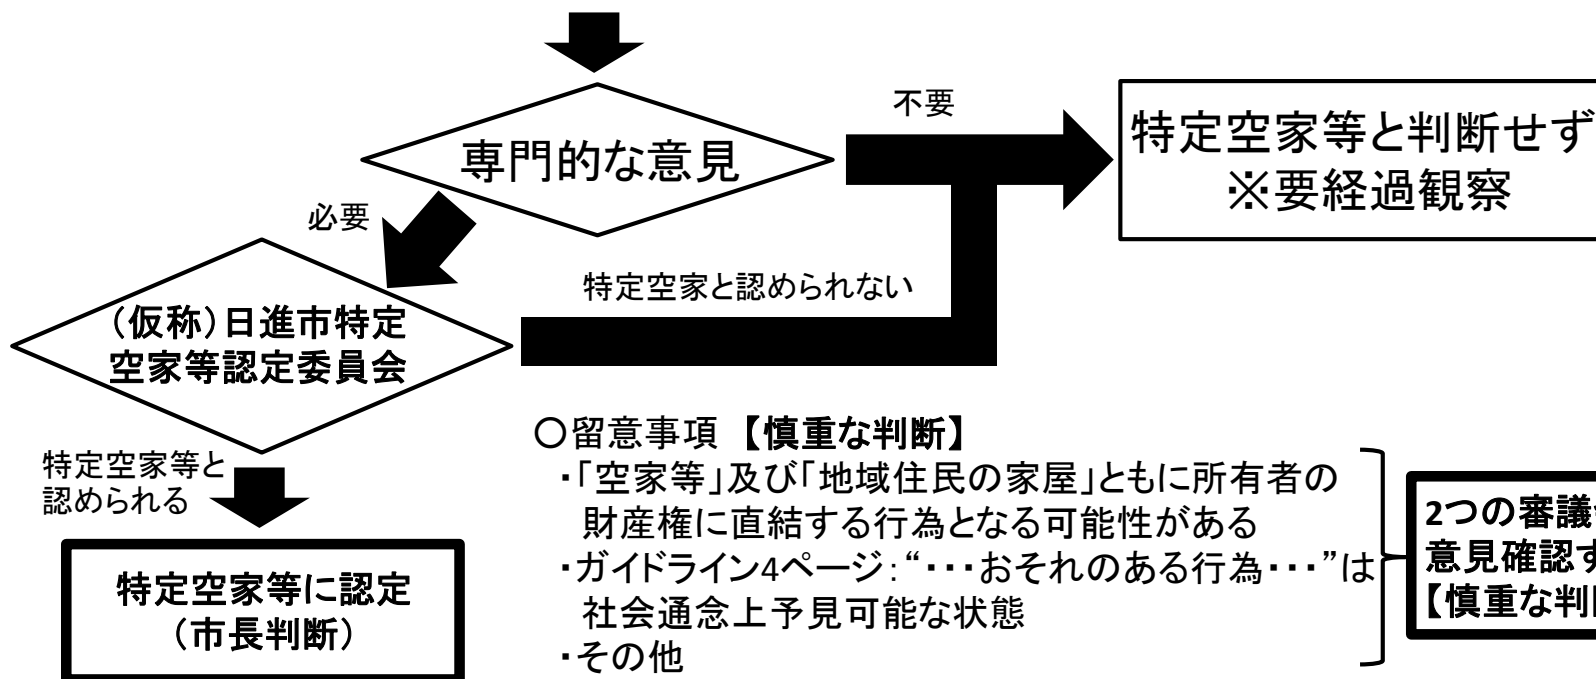 不要
専門的な意見
特定空家等と判断せず
※要経過観察
必要
特定空家と認められない
（仮称）日進市特定
空家等認定委員会
特定空家等と
認められる
特定空家等に認定
（市長判断）
○留意事項 【慎重な判断】
・「空家等」及び「地域住民の家屋」ともに所有者の
財産権に直結する行為となる可能性がある
・ガイドライン4ページ：“・・・おそれのある行為・・・”は
社会通念上予見可能な状態
・その他
2つの審議
意見確認す
【慎重な判